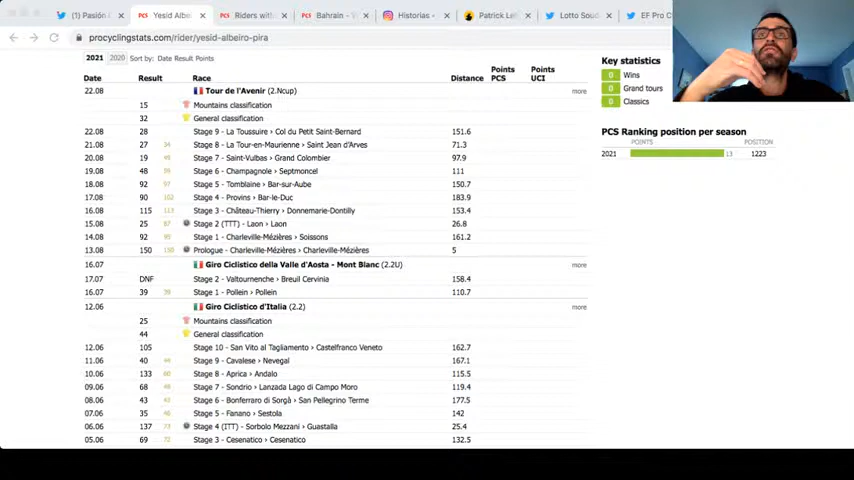 (1) Pasión
PCS Yesid Albei
PCS Riders with
PCS Bahrain -
Historias -
Patrick Lef
Lotto Soud
EF Pro C
procyclingstats.com/rider/yesid-albeiro-pira
2021 2020 Sort by: Date Result Points
Date Result Race Distance Points PCS Points UCI
22.08 Tour de l'Avenir (2.Ncup) more
15 Mountains classification
32 General classification
22.08 28 Stage 9 - La Toussuire › Col du Petit Saint-Bernard 151.6
21.08 27 34 Stage 8 - La Tour-en-Maurienne › Saint Jean d'Arves 71.3
20.08 19 Stage 7 - Saint-Vulbas › Grand Colombier 97.9
19.08 48 Stage 6 - Champagnole › Septmoncel 111
18.08 92 97 Stage 5 - Tomblaine › Bar-sur-Aube 150.7
17.08 90 102 Stage 4 - Provins › Bar-le-Duc 183.9
16.08 115 113 Stage 3 - Château-Thierry › Donnemarie-Dontilly 153.4
15.08 25 87 Stage 2 (TTT) - Laon › Laon 26.8
14.08 92 Stage 1 - Charleville-Mézières › Soissons 161.2
13.08 150 150 Prologue - Charleville-Mézières › Charleville-Mézières 5
16.07 Giro Ciclistico della Valle d'Aosta - Mont Blanc (2.2U) more
17.07 DNF Stage 2 - Valtournenche › Breuil Cervinia 158.4
16.07 39 39 Stage 1 - Pollein › Pollein 110.7
12.06 Giro Ciclistico d'Italia (2.2) more
25 Mountains classification
44 General classification
12.06 105 Stage 10 - San Vito al Tagliamento › Castelfranco Veneto 162.7
11.06 40 Stage 9 - Cavalese › Nevegal 167.1
10.06 133 60 Stage 8 - Aprica › Andalo 115.5
09.06 68 48 Stage 7 - Sondrio › Lanzada Lago di Campo Moro 119.4
08.06 43 43 Stage 6 - Bonferraro di Sorgà › San Pellegrino Terme 177.5
07.06 35 Stage 5 - Fanano › Sestola 142
06.06 137 73 Stage 4 (ITT) - Sorbolo Mezzani › Guastalla 25.4
05.06 69 72 Stage 3 - Cesenatico › Cesenatico 132.5
Key statistics
0 Wins
0 Grand tours
0 Classics
PCS Ranking position per season
POINTS POSITION
2021 13 1223